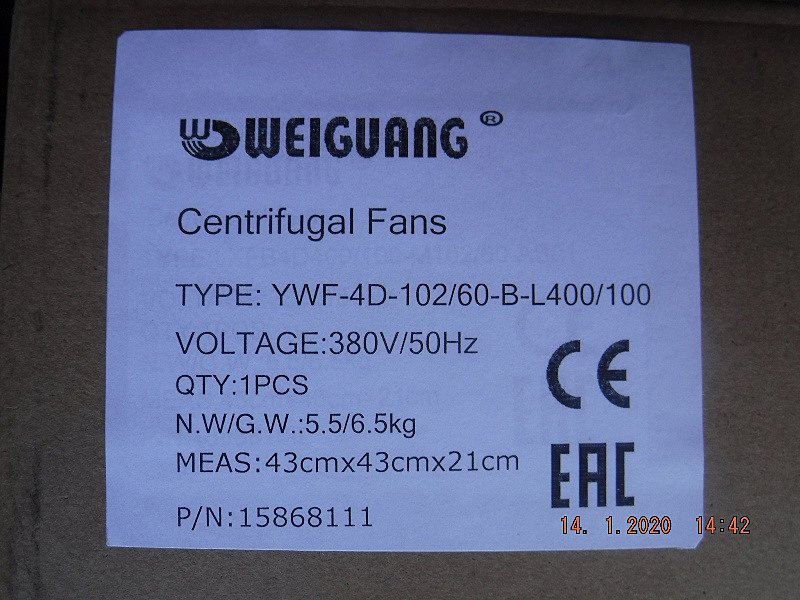 WEIGUANG ®
Centrifugal Fans
TYPE: YWF-4D-102/60-B-L400/100
VOLTAGE:380V/50Hz
QTY:1PCS
N.W/G.W.:5.5/6.5kg
MEAS:43cmx43cmx21cm
P/N:15868111
CE
EAC
14. 1.2020 14:42